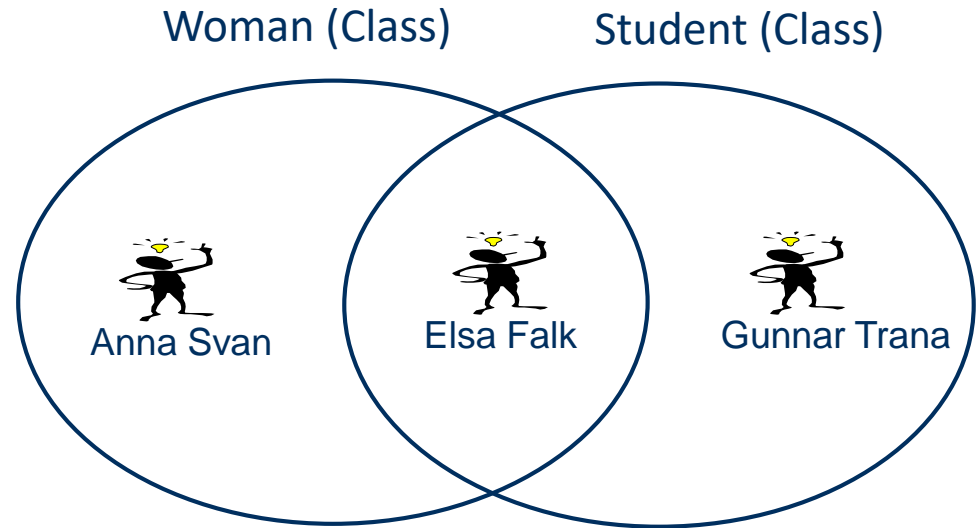 Woman (Class)
Student (Class)
Anna Svan
Elsa Falk
Gunnar Trana